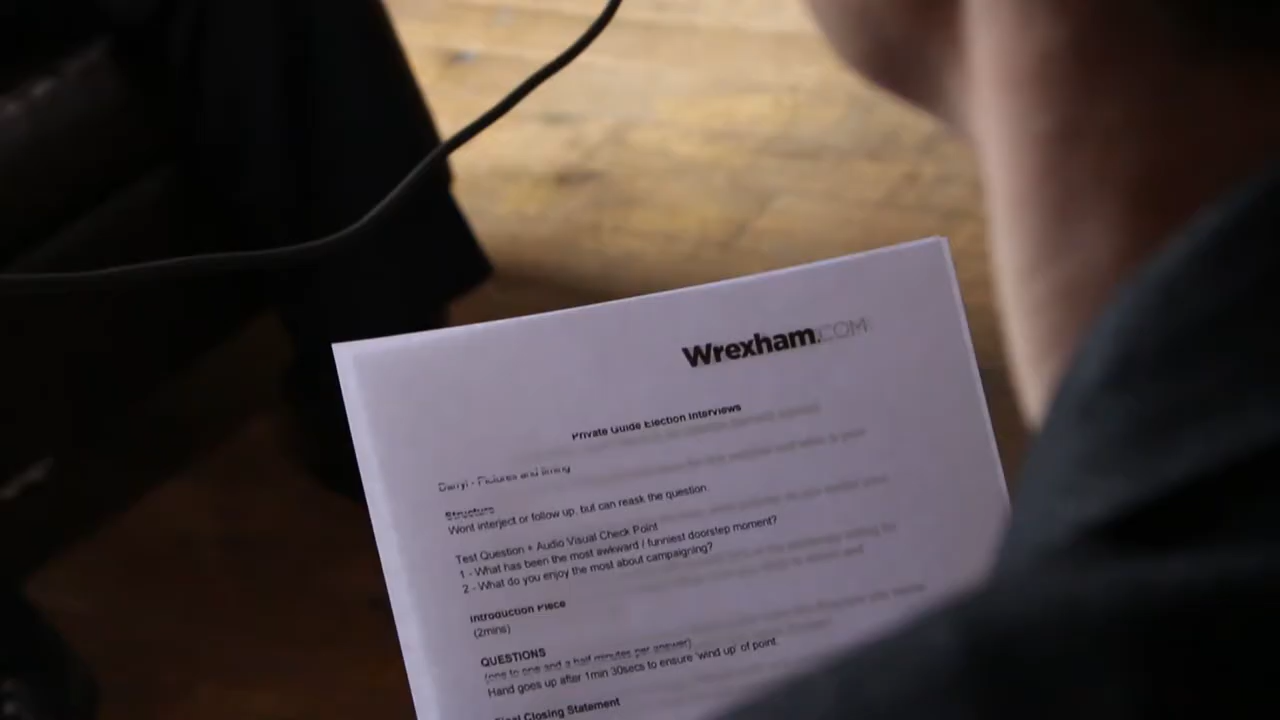 Wrexham.COM
Private Guide Election Interviews
Darryl - Pictures and timing
Structure
Wont interject or follow up, but can reask the question.
Test Question + Audio Visual Check Point
1 - What has been the most awkward / funniest doorstep moment?
2 - What do you enjoy the most about campaigning?
Introduction Piece
(2mins)
QUESTIONS
(one to one and a half minutes per answer)
Hand goes up after 1min 30secs to ensure 'wind up' of point.
Final Closing Statement